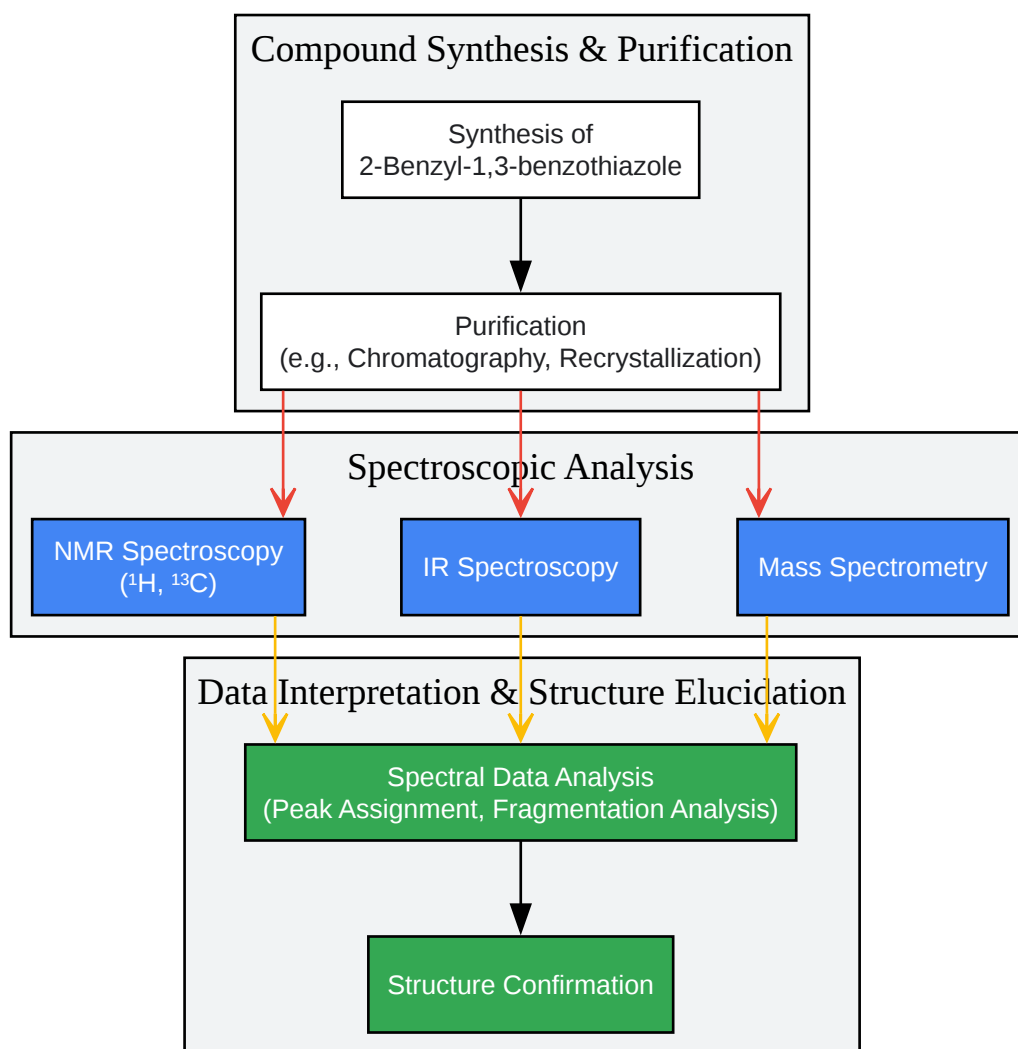 Compound Synthesis & Purification
Synthesis of
2-Benzyl-1,3-benzothiazole
Purification
(e.g., Chromatography, Recrystallization)
Spectroscopic Analysis
NMR Spectroscopy
(¹H, ¹³C)
IR Spectroscopy
Mass Spectrometry
Data Interpretation & Structure Elucidation
Spectral Data Analysis
(Peak Assignment, Fragmentation Analysis)
Structure Confirmation